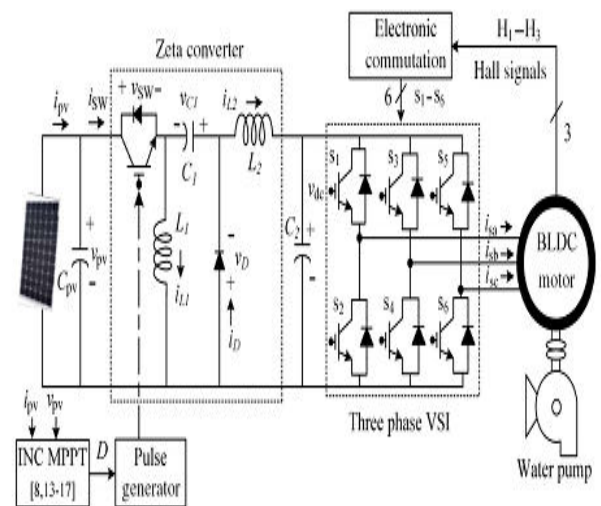 Electronic
commutation
H1–H3
Hall signals
3
6
S1–S6
Zeta converter
ipv
iSW
+ vSW –
vC1
- +
C1
iL2
L2
L1
iL1
-
vD
+
iD
C2
+
-
+
vpv
-
Cpv
vdc
S1
S3
S5
S2
S4
S6
isa
isb
isc
BLDC
motor
Three phase VSI
Water pump
ipv
vpv
INC MPPT
[8,13-17]
D
Pulse
generator